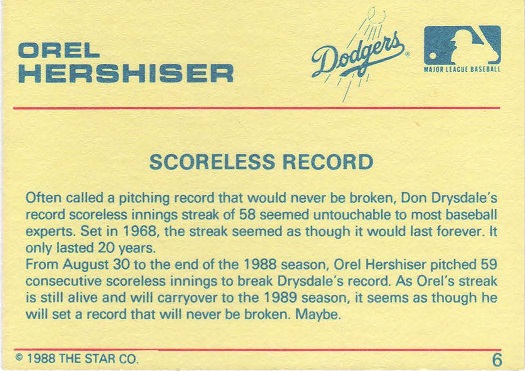 OREL
HERSHISER
Dodgers
MAJOR LEAGUE BASEBALL
SCORELESS RECORD
Often called a pitching record that would never be broken, Don Drysdale's
record scoreless innings streak of 58 seemed untouchable to most baseball
experts. Set in 1968, the streak seemed as though it would last forever. It
only lasted 20 years.
From August 30 to the end of the 1988 season, Orel Hershiser pitched 59
consecutive scoreless innings to break Drysdale's record. As Orel's streak
is still alive and will carryover to the 1989 season, it seems as though he
will set a record that will never be broken. Maybe.
© 1988 THE STAR CO.
6